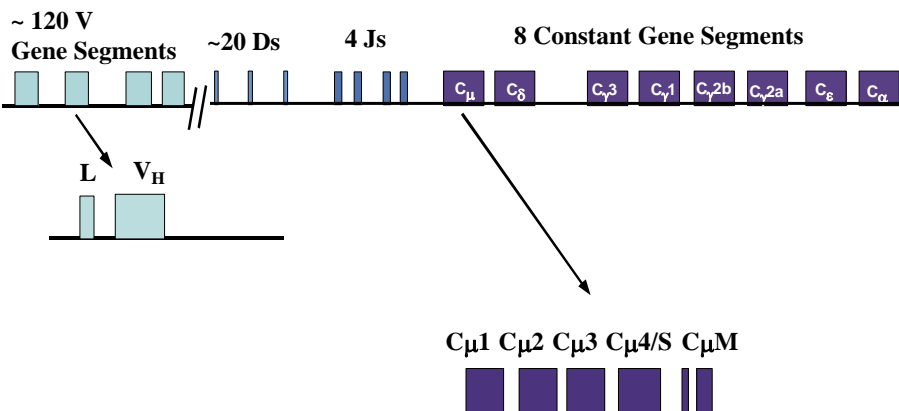 ~ 120 V
Gene Segments
~20 Ds
4 Js
8 Constant Gene Segments
Cμ
Cδ
Cγ3
Cγ1
Cγ2b
Cγ2a
Cε
Cα
L
VH
Cμ1 Cμ2 Cμ3 Cμ4/S CμM